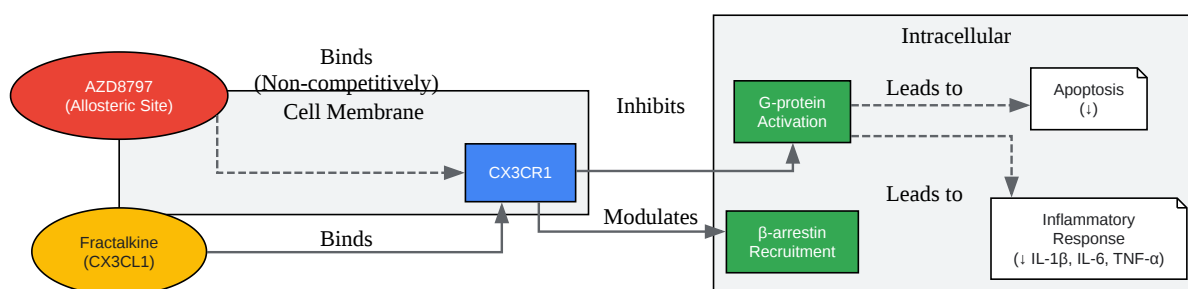 AZD8797
(Allosteric Site)
Binds
(Non-competitively)
Cell Membrane
CX3CR1
Fractalkine
(CX3CL1)
Binds
Inhibits
Modulates
Intracellular
G-protein
Activation
Leads to
Apoptosis
(↓)
β-arrestin
Recruitment
Leads to
Inflammatory
Response
(↓ IL-1β, IL-6, TNF-α)